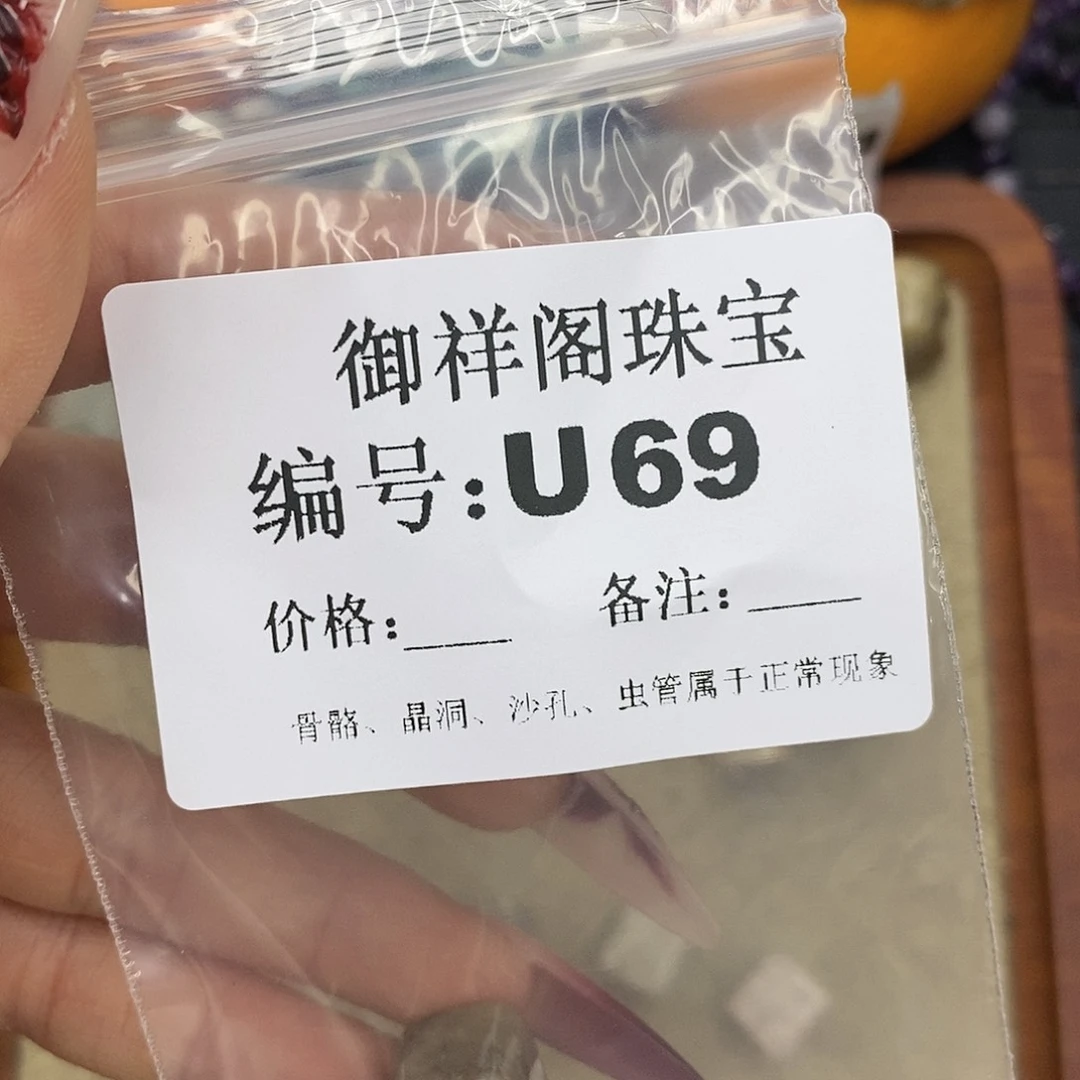 御祥阁珠宝
编号:U69
价格:____ 备注:____
骨骼、晶洞、沙孔、虫管属于正常现象